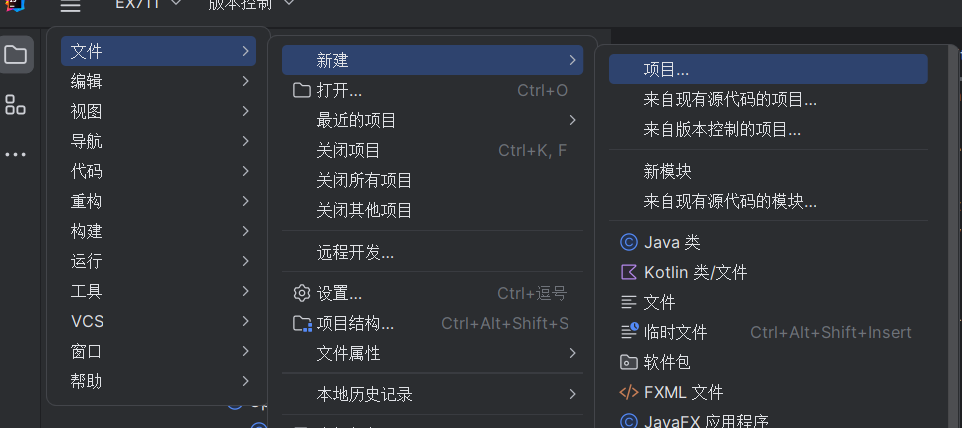 EX711 版本控制
文件
编辑
视图
导航
代码
重构
构建
运行
工具
VCS
窗口
帮助
新建
打开... Ctrl+O
最近的项目
关闭项目 Ctrl+K, F
关闭所有项目
关闭其他项目
远程开发...
设置... Ctrl+逗号
项目结构... Ctrl+Alt+Shift+S
文件属性
本地历史记录
项目...
来自现有源代码的项目...
来自版本控制的项目...
新模块
来自现有源代码的模块...
Java 类
Kotlin 类/文件
文件
临时文件 Ctrl+Alt+Shift+Insert
软件包
FXML 文件
JavaFX 应用程序